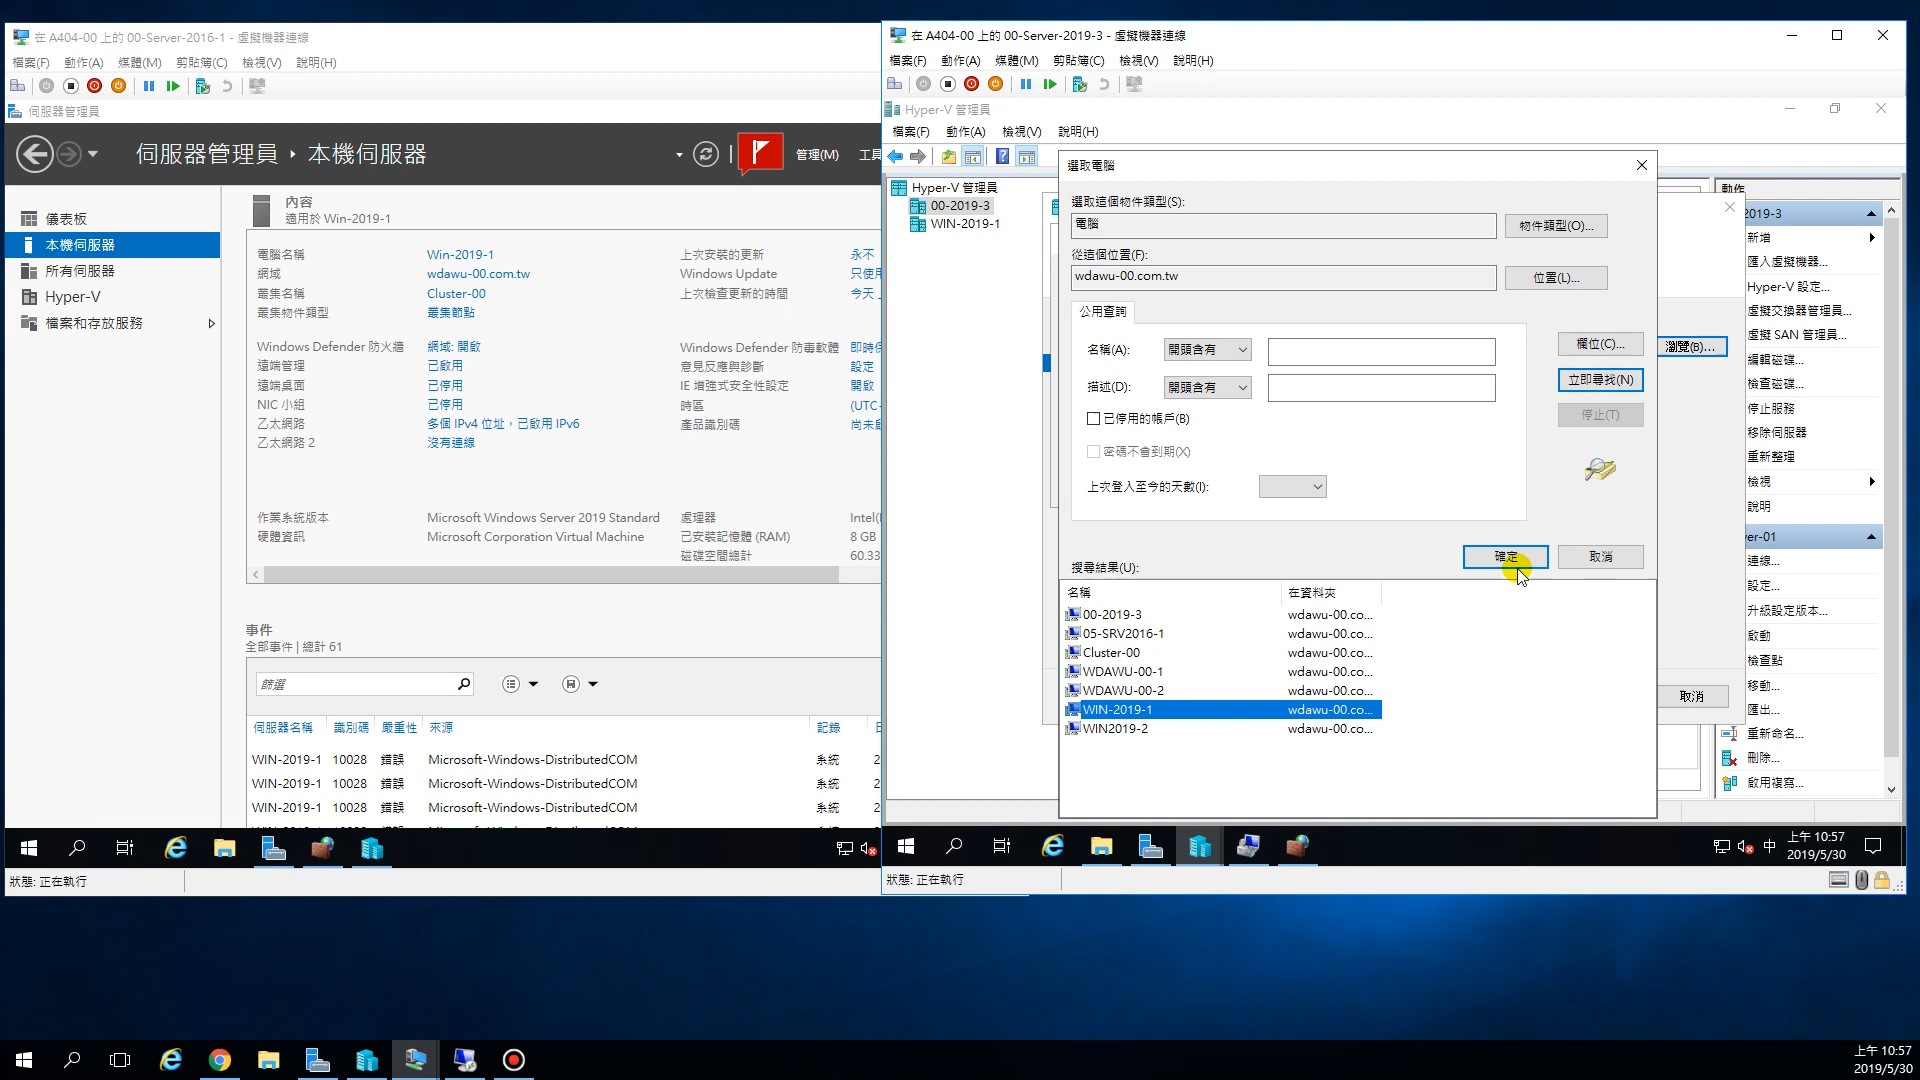 在 A404-00 上的 00-Server-2016-1 - 虛擬機器連線
檔案(F) 動作(A) 媒體(M) 剪貼簿(C) 檢視(V) 說明(H)
伺服器管理員
伺服器管理員 ‣ 本機伺服器
管理(M) 工具
儀表板
本機伺服器
所有伺服器
Hyper-V
檔案和存放服務
內容
適用於 Win-2019-1
電腦名稱 Win-2019-1 上次安裝的更新 永不
網域 wdawu-00.com.tw Windows Update 只使用
叢集名稱 Cluster-00 上次檢查更新的時間 今天
叢集物件類型 叢集節點
Windows Defender 防火牆 網域: 開啟 Windows Defender 防毒軟體 即時保
遠端管理 已啟用 意見反應與診斷 設定
遠端桌面 已停用 IE 增強式安全性設定 開啟
NIC 小組 已停用 時區 (UTC+
乙太網路 多個 IPv4 位址，已啟用 IPv6 產品識別碼 尚未啟
乙太網路 2 沒有連線
作業系統版本 Microsoft Windows Server 2019 Standard 處理器 Intel(
硬體資訊 Microsoft Corporation Virtual Machine 已安裝記憶體 (RAM) 8 GB
磁碟空間總計 60.33
事件
全部事件 | 總計 61
篩選
伺服器名稱 識別碼 嚴重性 來源 記錄 日
WIN-2019-1 10028 錯誤 Microsoft-Windows-DistributedCOM 系統 2
WIN-2019-1 10028 錯誤 Microsoft-Windows-DistributedCOM 系統 2
WIN-2019-1 10028 錯誤 Microsoft-Windows-DistributedCOM 系統 2
狀態: 正在執行
在 A404-00 上的 00-Server-2019-3 - 虛擬機器連線
檔案(F) 動作(A) 媒體(M) 剪貼簿(C) 檢視(V) 說明(H)
Hyper-V 管理員
檔案(F) 動作(A) 檢視(V) 說明(H)
Hyper-V 管理員
00-2019-3
WIN-2019-1
選取電腦
選取這個物件類型(S):
電腦
物件類型(O)...
從這個位置(F):
wdawu-00.com.tw
位置(L)...
公用查詢
名稱(A): 開頭含有
描述(D): 開頭含有
已停用的帳戶(B)
密碼不會到期(X)
上次登入至今的天數(I):
欄位(C)...
立即尋找(N)
停止(T)
確定 取消
搜尋結果(U):
名稱 在資料夾
00-2019-3 wdawu-00.co...
05-SRV2016-1 wdawu-00.co...
Cluster-00 wdawu-00.co...
WDAWU-00-1 wdawu-00.co...
WDAWU-00-2 wdawu-00.co...
WIN-2019-1 wdawu-00.co...
WIN2019-2 wdawu-00.co...
瀏覽(B)...
取消
動作
2019-3
新增
匯入虛擬機器...
Hyper-V 設定...
虛擬交換器管理員...
虛擬 SAN 管理員...
編輯磁碟...
檢查磁碟...
停止服務
移除伺服器
重新整理
檢視
說明
ver-01
連線...
設定...
升級設定版本...
啟動
檢查點
移動...
匯出...
重新命名...
刪除...
啟用複寫...
中
上午 10:57
2019/5/30
狀態: 正在執行
上午 10:57
2019/5/30